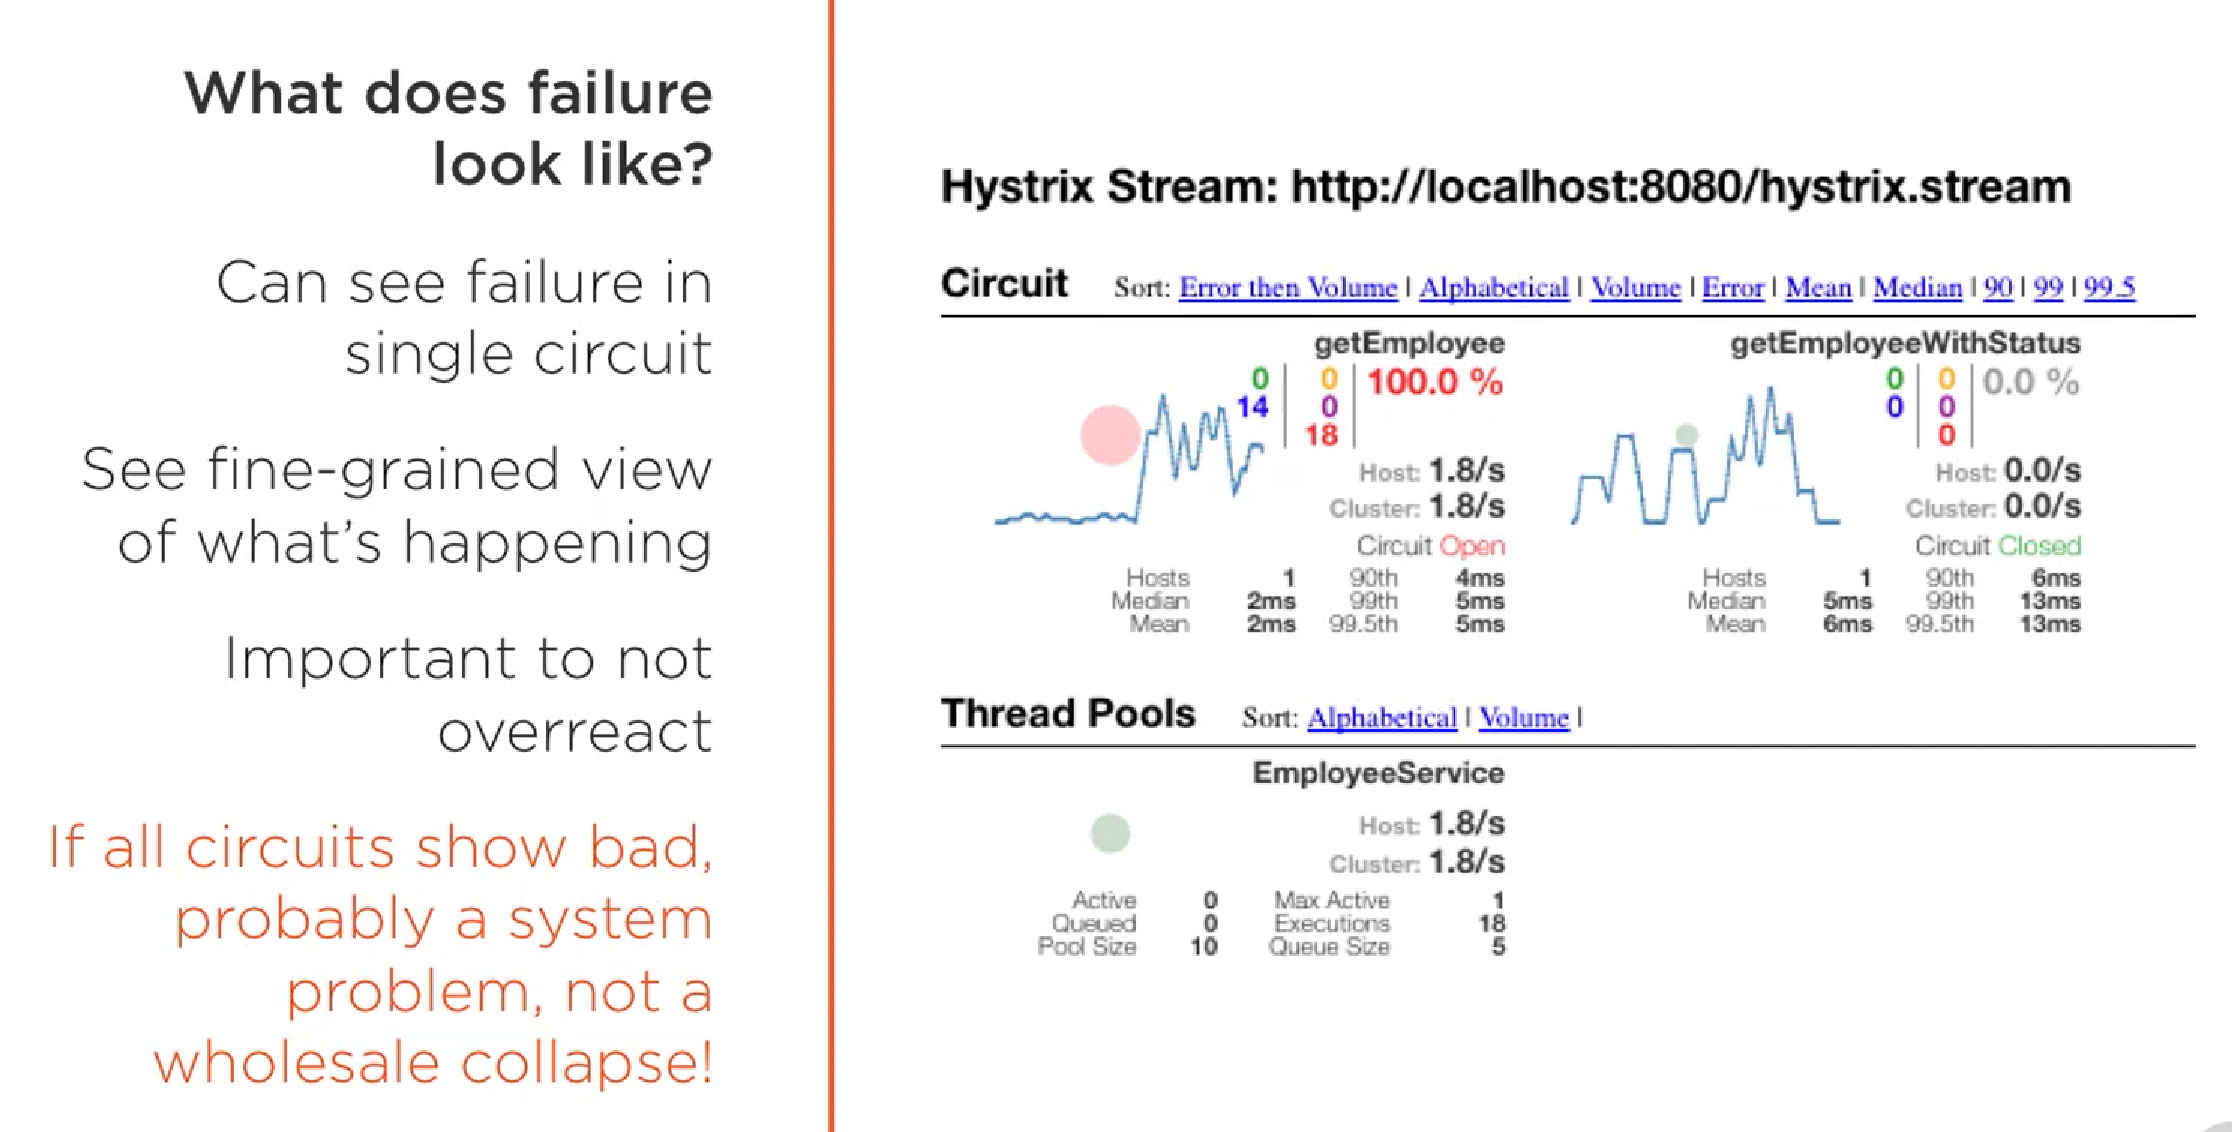 What does failure
look like?
Can see failure in
single circuit
See fine-grained view
of what's happening
Important to not
overreact
If all circuits show bad,
probably a system
problem, not a
wholesale collapse!
Hystrix Stream: http://localhost:8080/hystrix.stream
Circuit Sort: Error then Volume | Alphabetical | Volume | Error | Mean | Median | 90 | 99 | 99.5
getEmployee
0 0 100.0 %
14 0
18
Host: 1.8/s
Cluster: 1.8/s
Circuit Open
Hosts 1 90th 4ms
Median 2ms 99th 5ms
Mean 2ms 99.5th 5ms
getEmployeeWithStatus
0 0 0.0 %
0 0
0
Host: 0.0/s
Cluster: 0.0/s
Circuit Closed
Hosts 1 90th 6ms
Median 5ms 99th 13ms
Mean 6ms 99.5th 13ms
Thread Pools Sort: Alphabetical | Volume |
EmployeeService
Host: 1.8/s
Cluster: 1.8/s
Active 0 Max Active 1
Queued 0 Executions 18
Pool Size 10 Queue Size 5